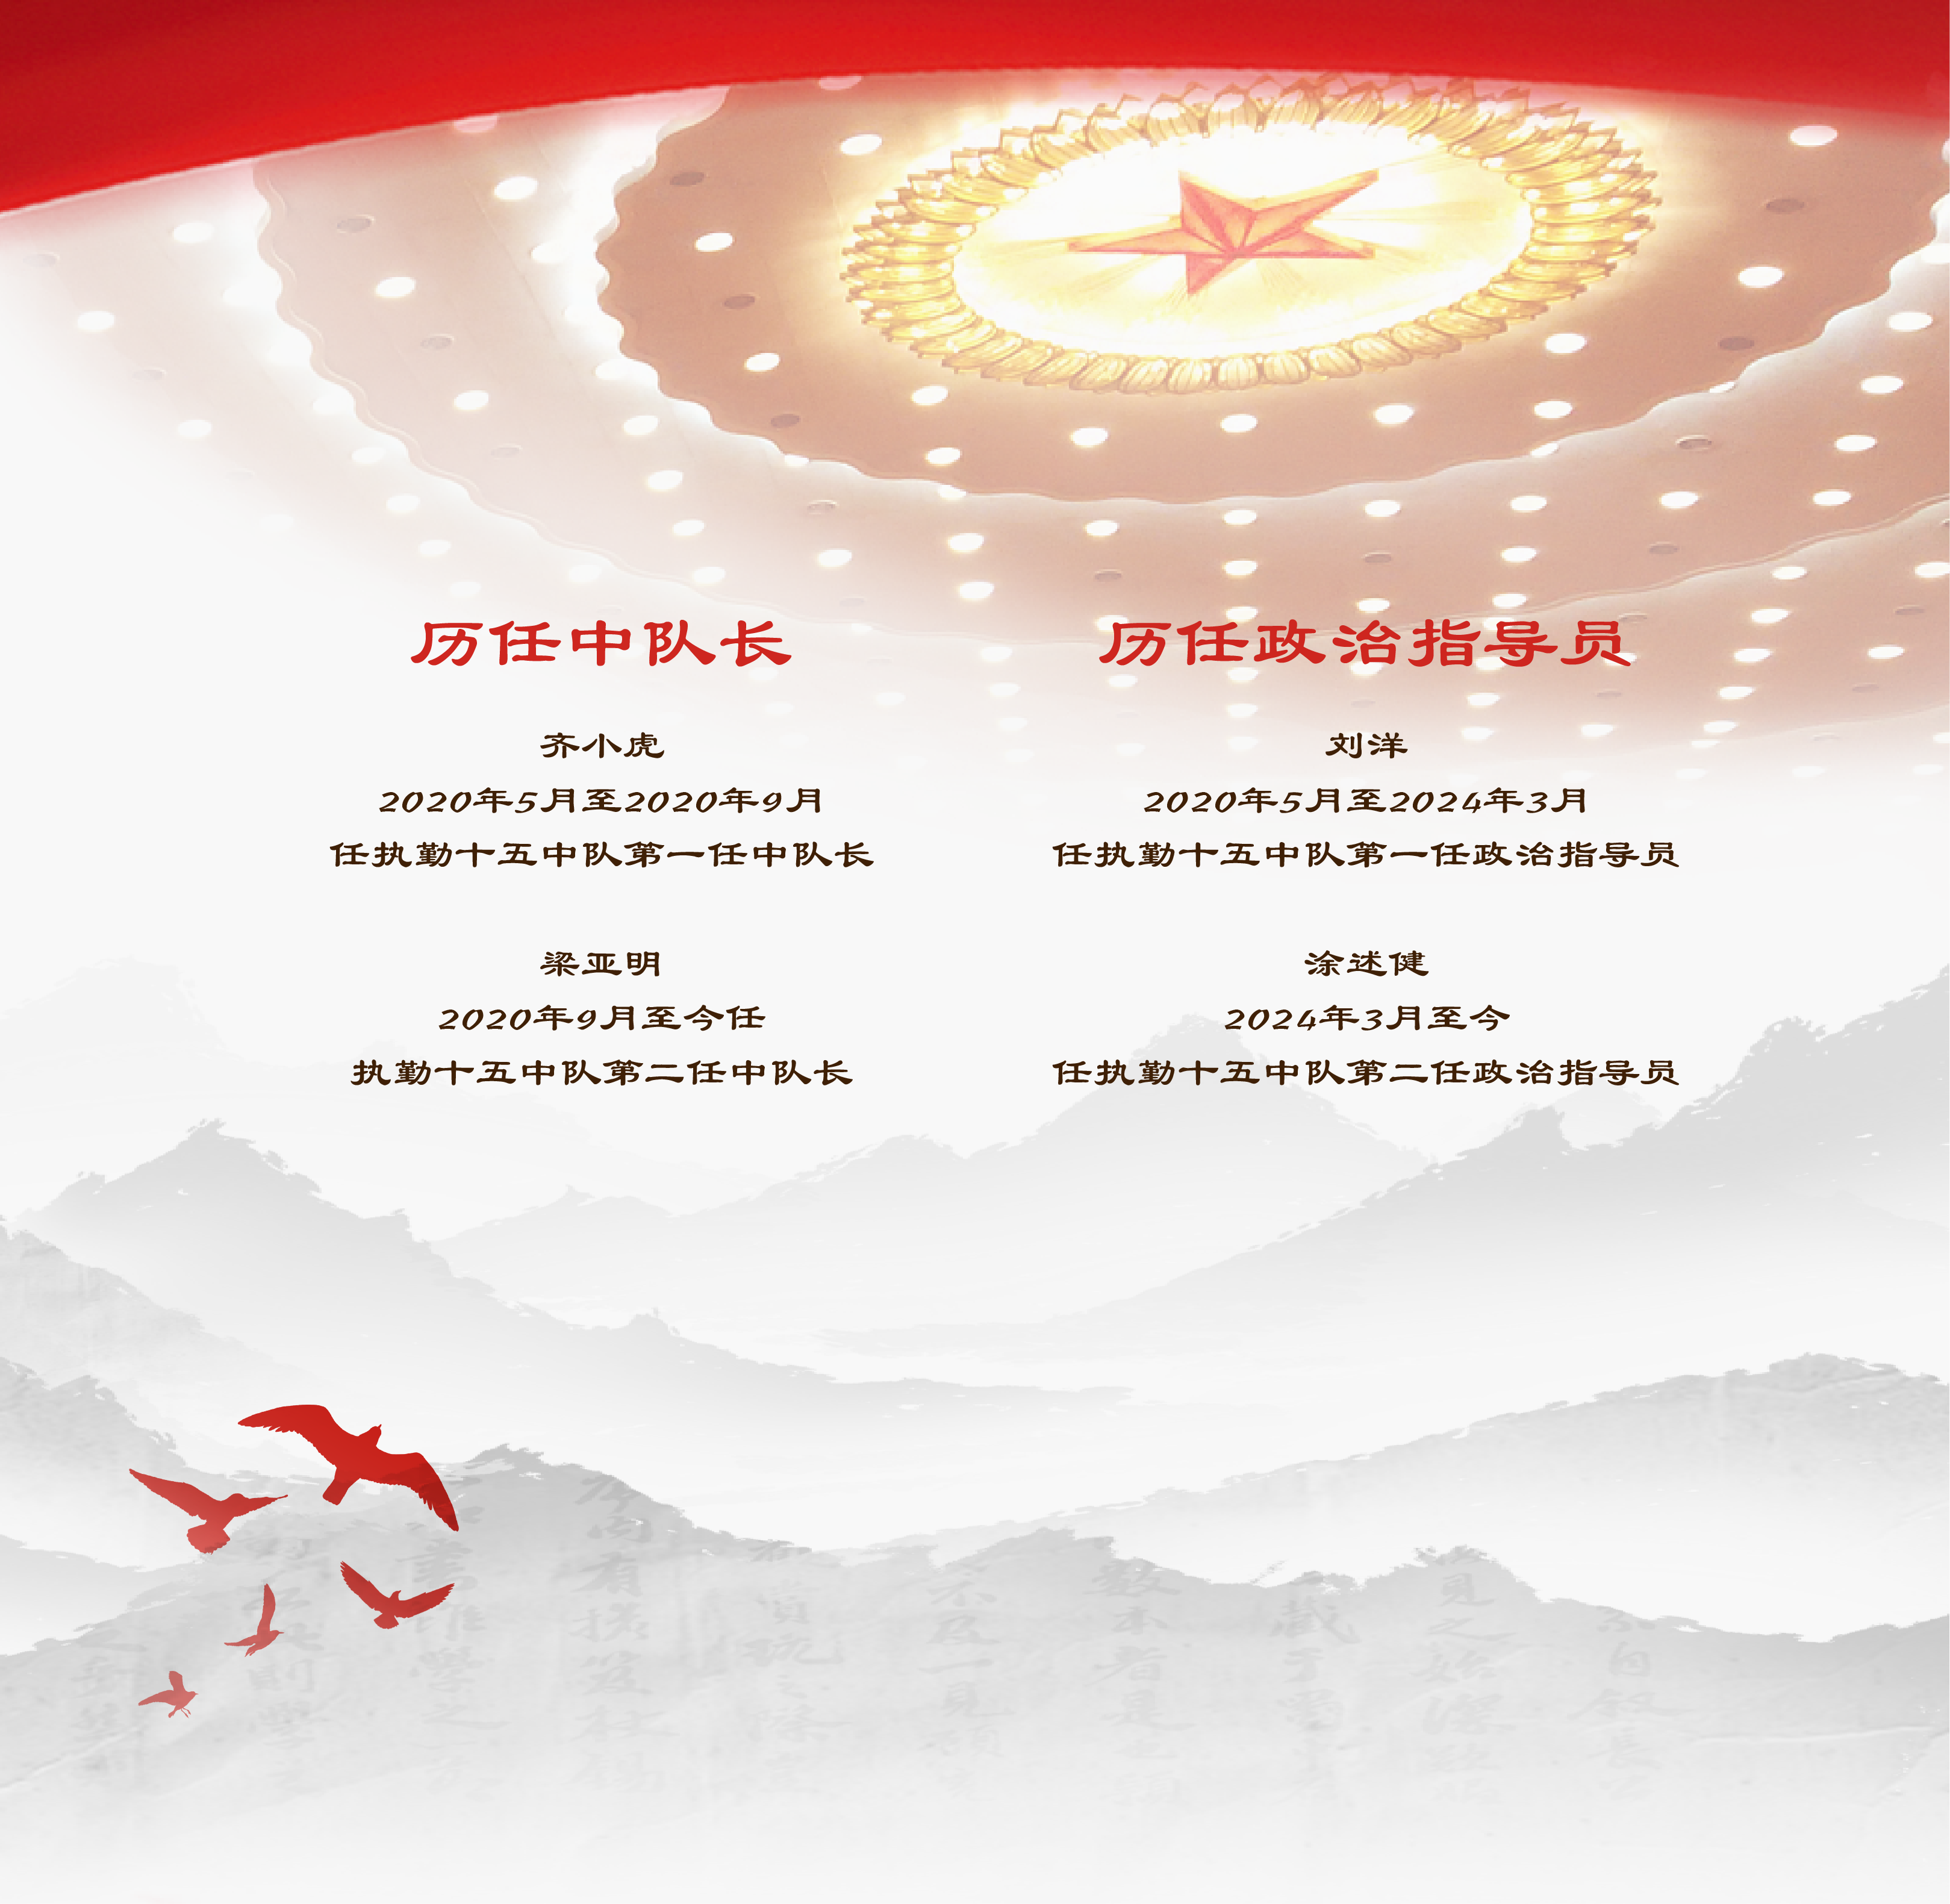 历任中队长
齐小虎
2020年5月至2020年9月
任执勤十五中队第一任中队长
梁亚明
2020年9月至今任
执勤十五中队第二任中队长
历任政治指导员
刘洋
2020年5月至2024年3月
任执勤十五中队第一任政治指导员
涂述健
2024年3月至今
任执勤十五中队第二任政治指导员